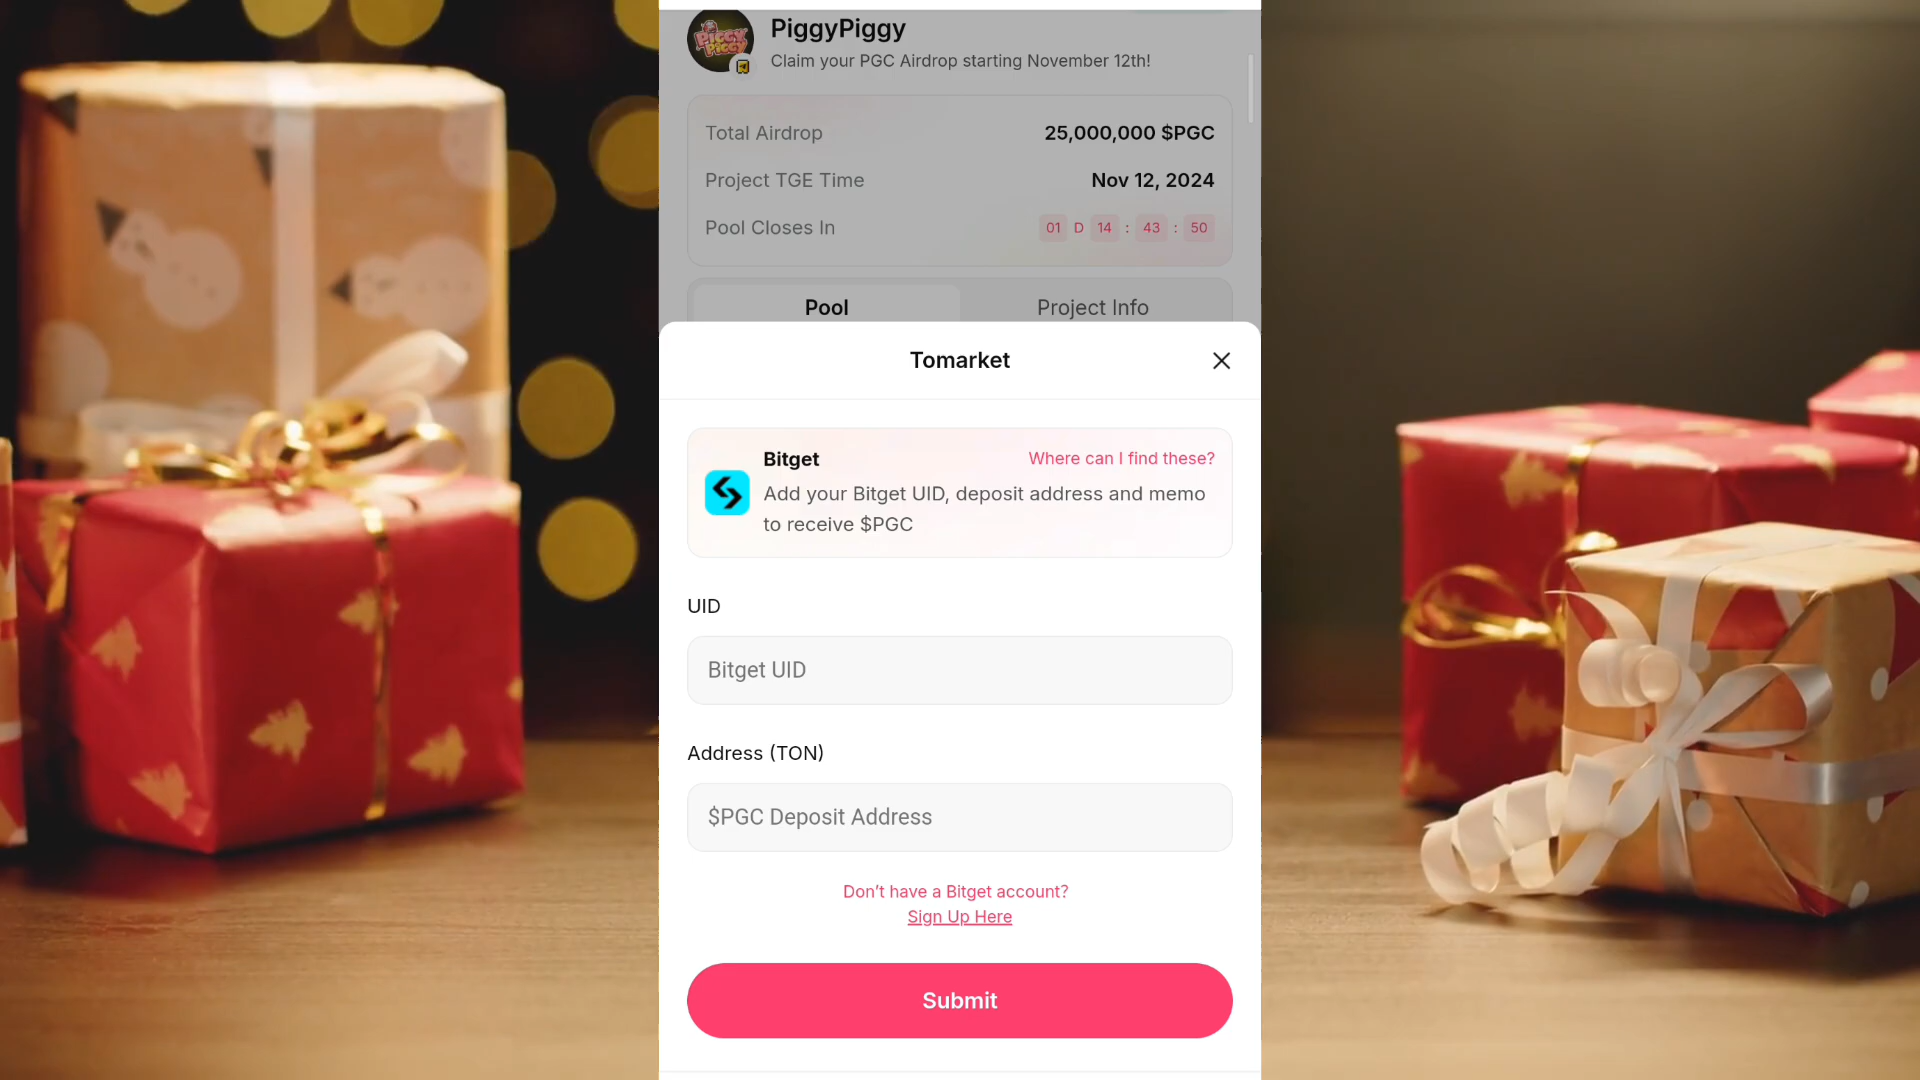 PiggyPiggy
Claim your PGC Airdrop starting November 12th!
Total Airdrop 25,000,000 $PGC
Project TGE Time Nov 12, 2024
Pool Closes In 01 D 14 : 43 : 50
Pool Project Info
Tomarket
Bitget Where can I find these?
Add your Bitget UID, deposit address and memo
to receive $PGC
UID
Bitget UID
Address (TON)
$PGC Deposit Address
Don’t have a Bitget account?
Sign Up Here
Submit
PIGGY
PIGGY